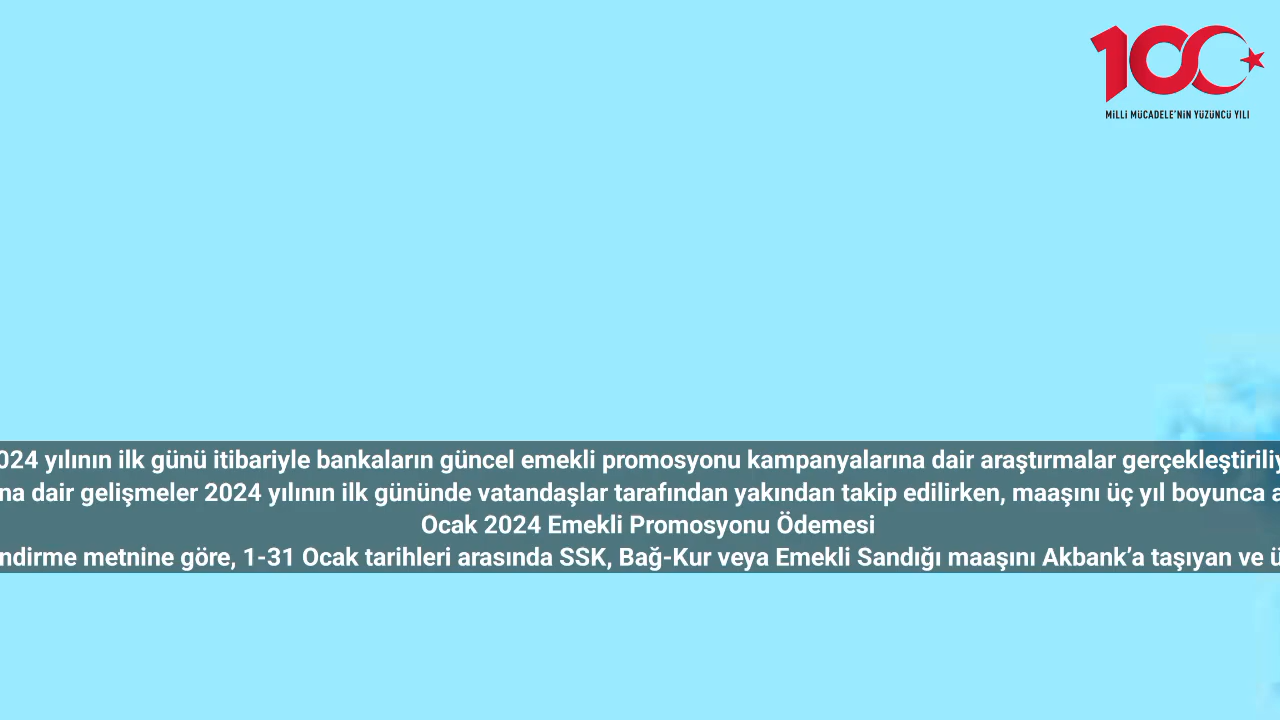 100
MİLLİ MÜCADELE'NİN YÜZÜNCÜ YILI
024 yılının ilk günü itibariyle bankaların güncel emekli promosyonu kampanyalarına dair araştırmalar gerçekleştiriliy
na dair gelişmeler 2024 yılının ilk gününde vatandaşlar tarafından yakından takip edilirken, maaşını üç yıl boyunca a
Ocak 2024 Emekli Promosyonu Ödemesi
ndirme metnine göre, 1-31 Ocak tarihleri arasında SSK, Bağ-Kur veya Emekli Sandığı maaşını Akbank’a taşıyan ve ü